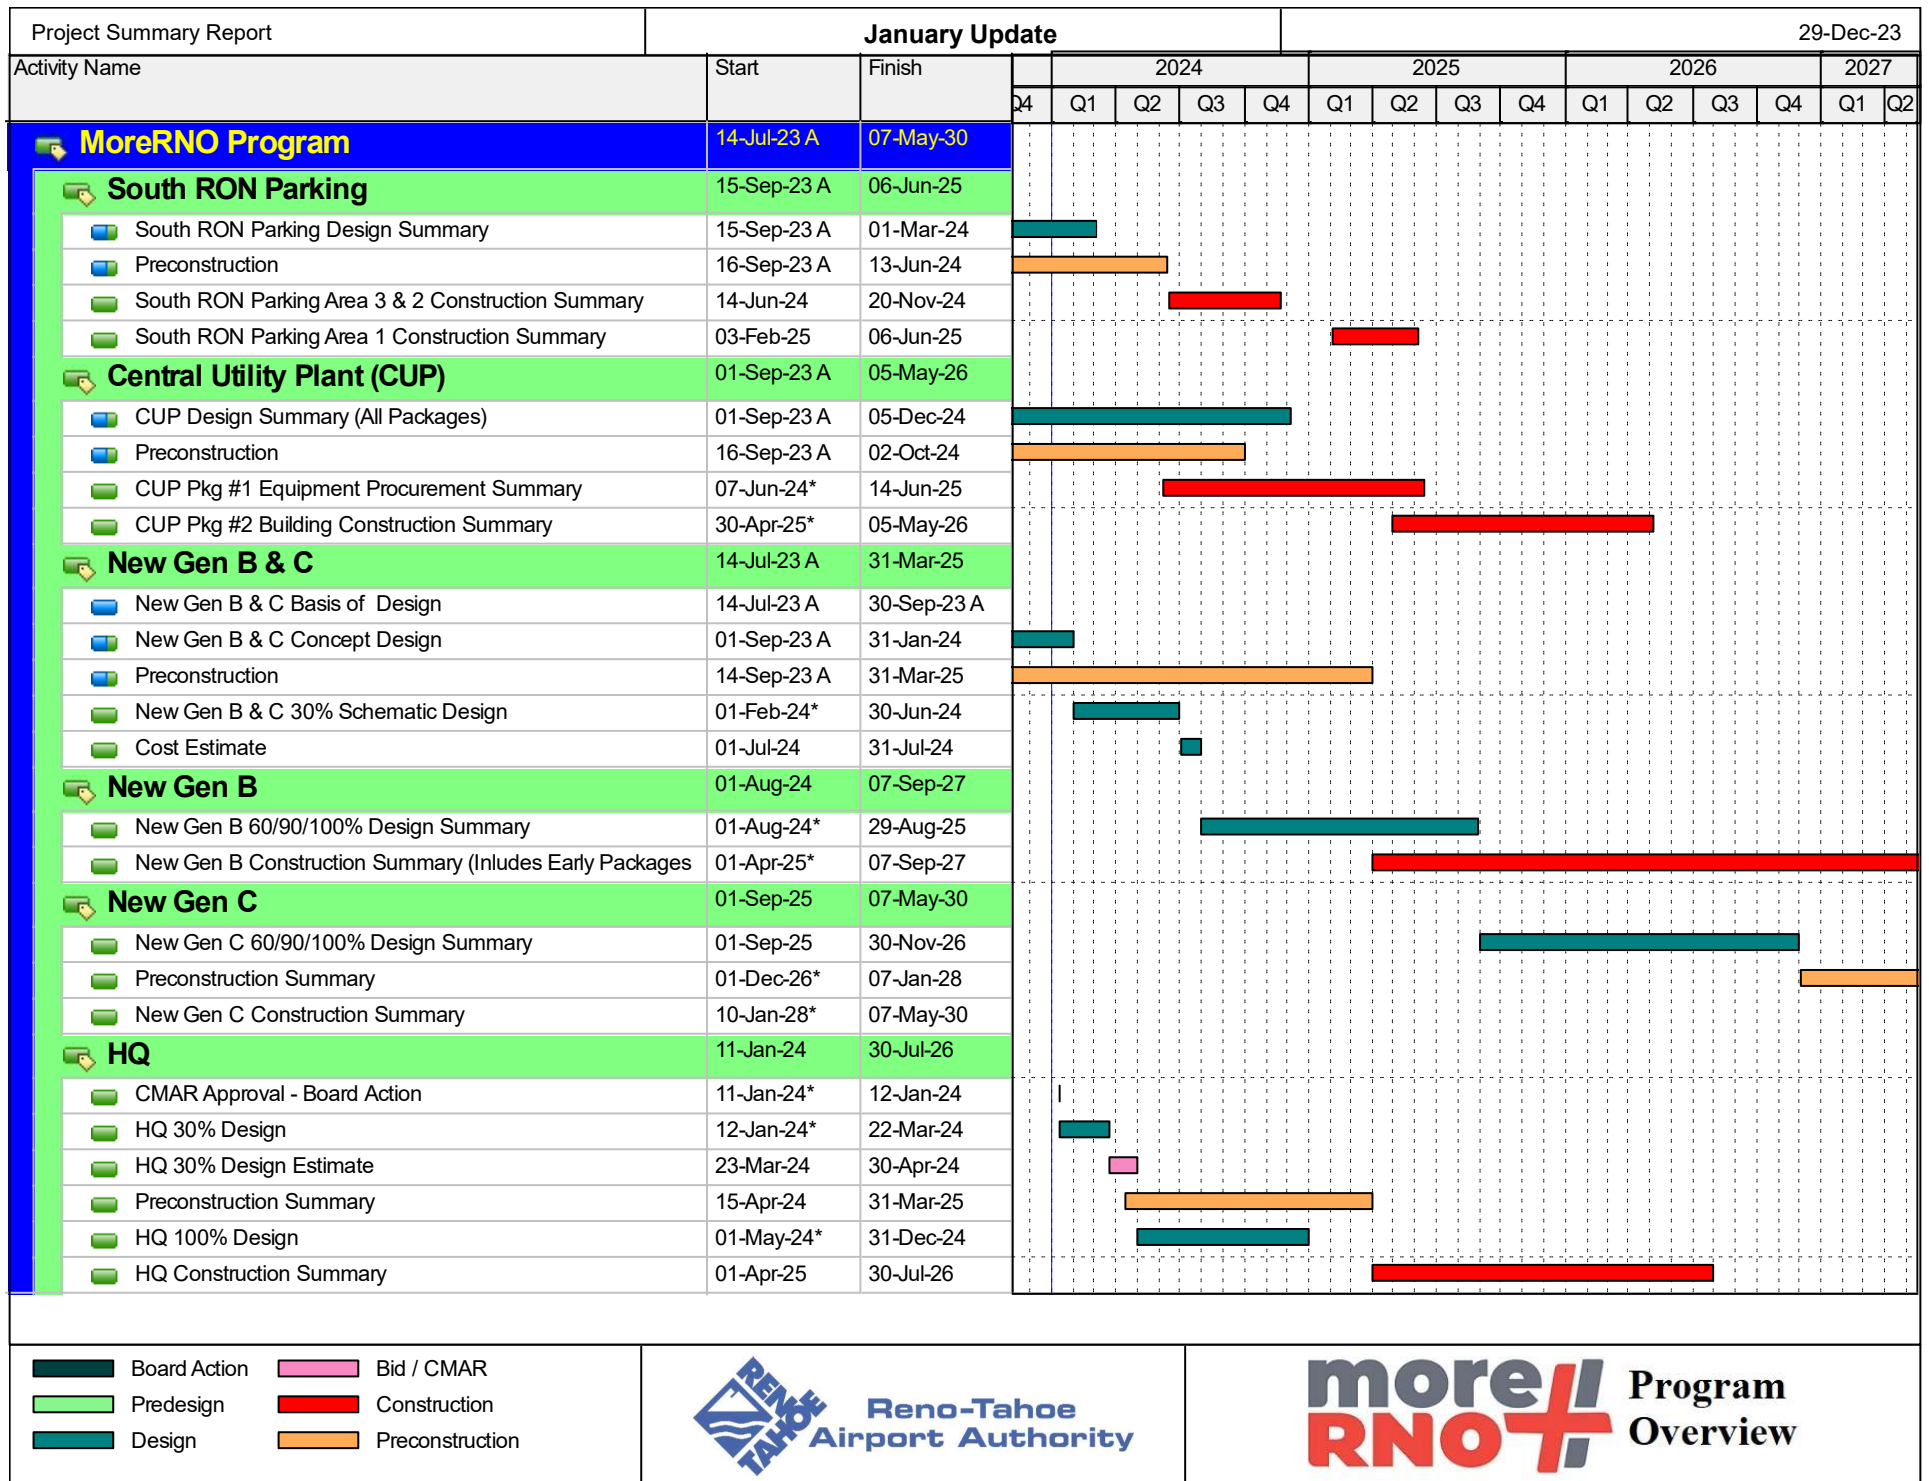 Project Summary Report January Update 29-Dec-23
Activity Name Start Finish 2024 2025 2026 2027
Q4 Q1 Q2 Q3 Q4 Q1 Q2 Q3 Q4 Q1 Q2 Q3 Q4 Q1 Q2
MoreRNO Program 14-Jul-23 A 07-May-30
South RON Parking 15-Sep-23 A 06-Jun-25
South RON Parking Design Summary 15-Sep-23 A 01-Mar-24
Preconstruction 16-Sep-23 A 13-Jun-24
South RON Parking Area 3 & 2 Construction Summary 14-Jun-24 20-Nov-24
South RON Parking Area 1 Construction Summary 03-Feb-25 06-Jun-25
Central Utility Plant (CUP) 01-Sep-23 A 05-May-26
CUP Design Summary (All Packages) 01-Sep-23 A 05-Dec-24
Preconstruction 16-Sep-23 A 02-Oct-24
CUP Pkg #1 Equipment Procurement Summary 07-Jun-24* 14-Jun-25
CUP Pkg #2 Building Construction Summary 30-Apr-25* 05-May-26
New Gen B & C 14-Jul-23 A 31-Mar-25
New Gen B & C Basis of Design 14-Jul-23 A 30-Sep-23 A
New Gen B & C Concept Design 01-Sep-23 A 31-Jan-24
Preconstruction 14-Sep-23 A 31-Mar-25
New Gen B & C 30% Schematic Design 01-Feb-24* 30-Jun-24
Cost Estimate 01-Jul-24 31-Jul-24
New Gen B 01-Aug-24 07-Sep-27
New Gen B 60/90/100% Design Summary 01-Aug-24* 29-Aug-25
New Gen B Construction Summary (Inludes Early Packages 01-Apr-25* 07-Sep-27
New Gen C 01-Sep-25 07-May-30
New Gen C 60/90/100% Design Summary 01-Sep-25 30-Nov-26
Preconstruction Summary 01-Dec-26* 07-Jan-28
New Gen C Construction Summary 10-Jan-28* 07-May-30
HQ 11-Jan-24 30-Jul-26
CMAR Approval - Board Action 11-Jan-24* 12-Jan-24
HQ 30% Design 12-Jan-24* 22-Mar-24
HQ 30% Design Estimate 23-Mar-24 30-Apr-24
Preconstruction Summary 15-Apr-24 31-Mar-25
HQ 100% Design 01-May-24* 31-Dec-24
HQ Construction Summary 01-Apr-25 30-Jul-26
Board Action Bid / CMAR
Predesign Construction
Design Preconstruction
RENO
TAHOE
Reno-Tahoe
Airport Authority
more
RNO
Program
Overview